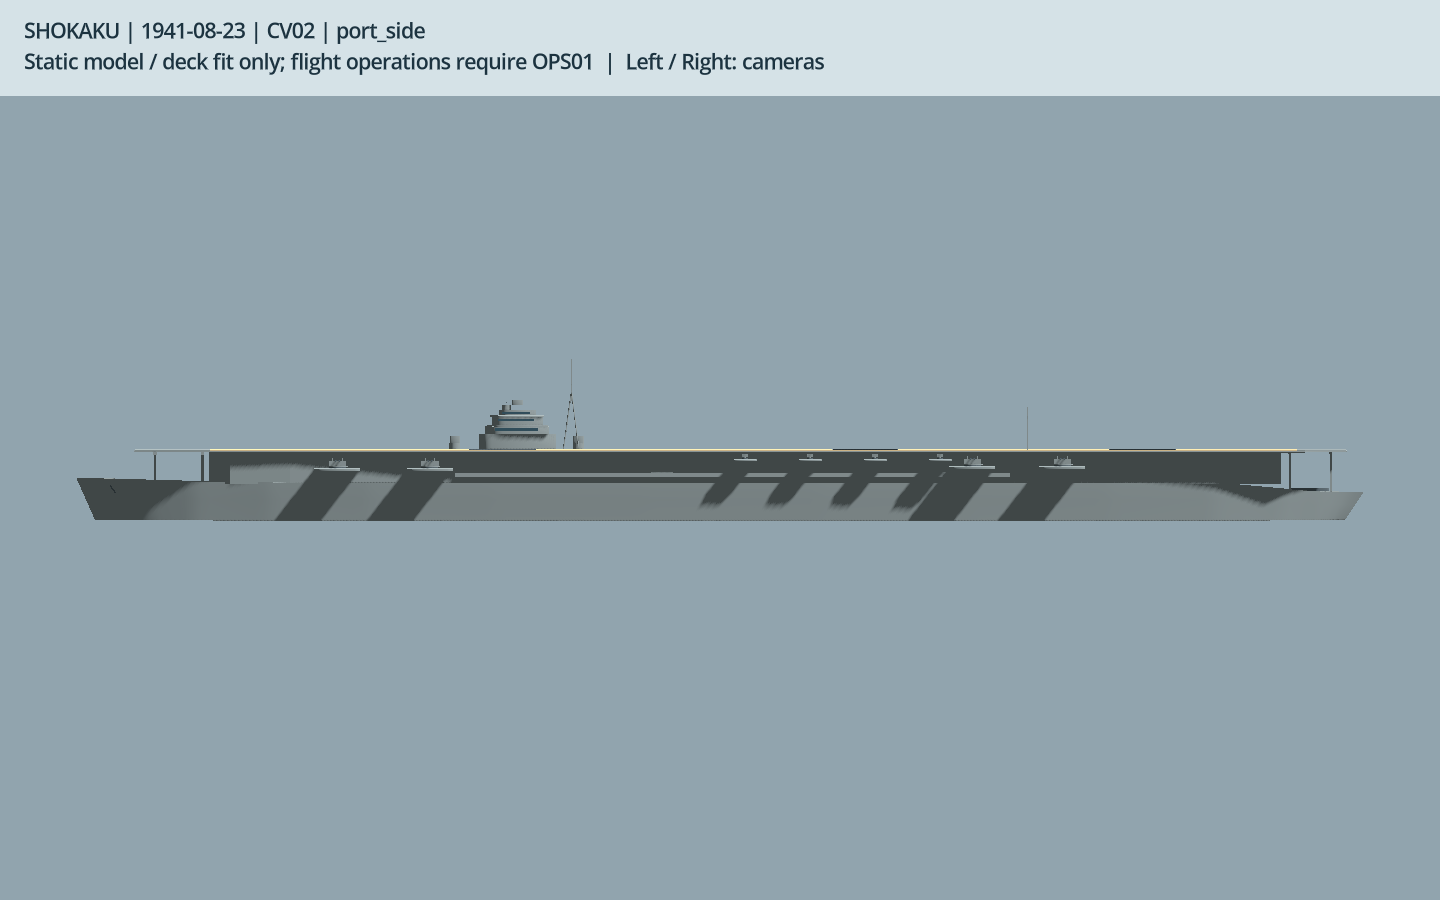 SHOKAKU | 1941-08-23 | CV02 | port_side
Static model / deck fit only; flight operations require OPS01 | Left / Right: cameras